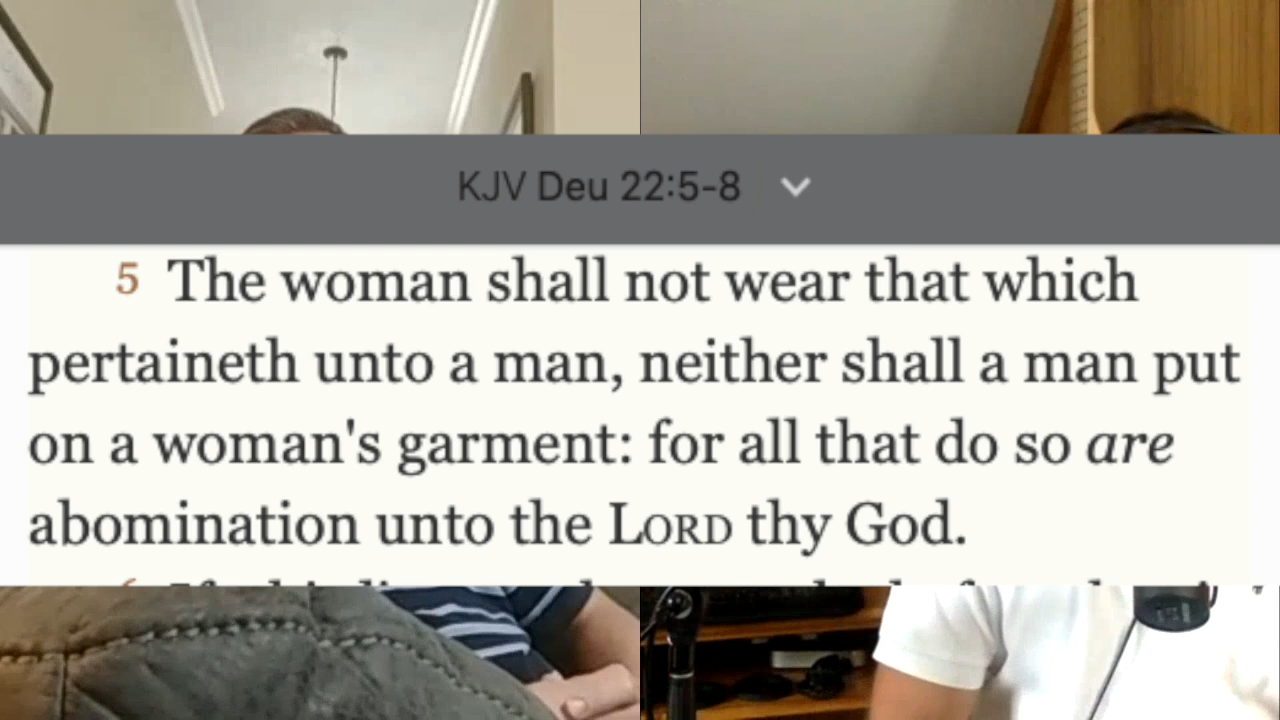 KJV Deu 22:5-8
5 The woman shall not wear that which
pertaineth unto a man, neither shall a man put
on a woman's garment: for all that do so are
abomination unto the LORD thy God.